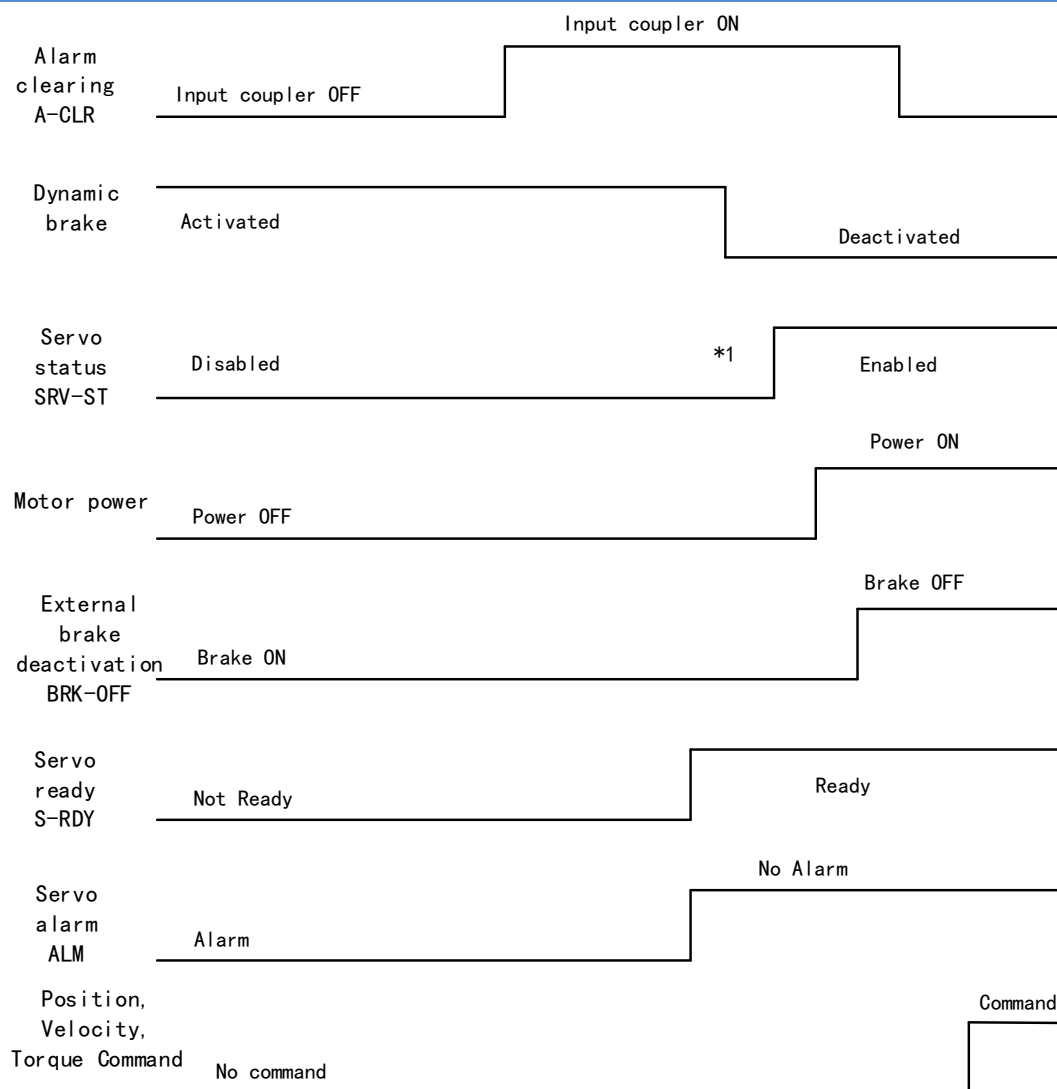 Input coupler ON
Alarm
clearing
A-CLR
Input coupler OFF
Dynamic
brake
Activated
Deactivated
Servo
status
SRV-ST
Disabled
*1
Enabled
Power ON
Motor power
Power OFF
Brake OFF
External
brake
deactivation
BRK-OFF
Brake ON
Servo
ready
S-RDY
Not Ready
Ready
No Alarm
Servo
alarm
ALM
Alarm
Position,
Velocity,
Torque Command
No command
Command